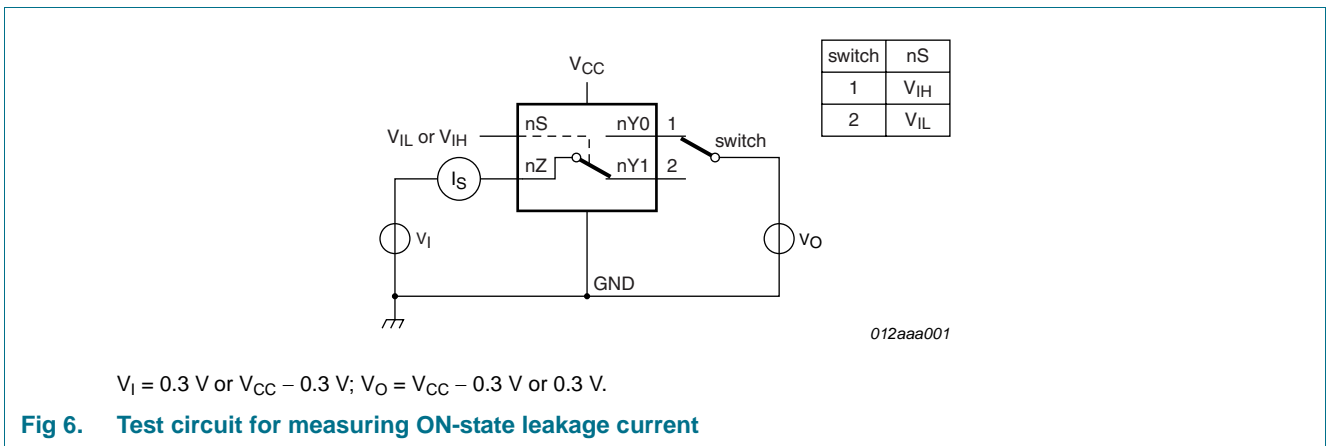 switch nS
1 VIH
2 VIL
VCC
VIL or VIH
nS
nY0
1
switch
nZ
nY1
2
IS
VI
VO
GND
012aaa001
VI = 0.3 V or VCC − 0.3 V; VO = VCC − 0.3 V or 0.3 V.
Fig 6. Test circuit for measuring ON-state leakage current